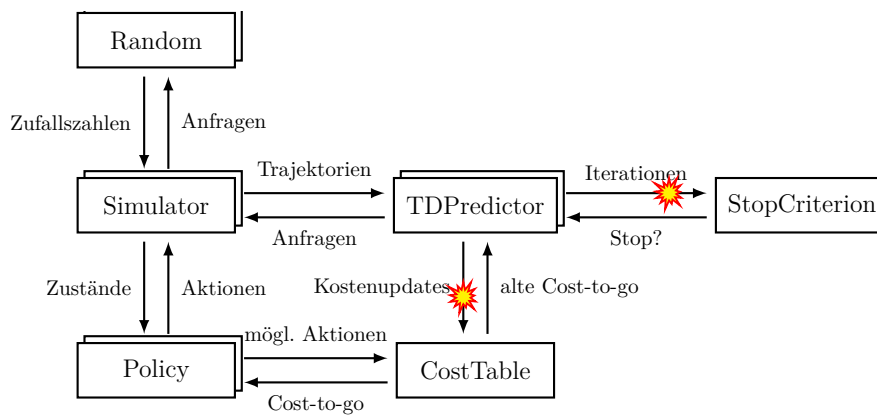 Random
Zufallszahlen
Anfragen
Trajektorien
Iterationen
Simulator
TDPredictor
StopCriterion
Anfragen
Stop?
Zustände
Aktionen
Kostenupdates
alte Cost-to-go
mögl. Aktionen
Policy
CostTable
Cost-to-go